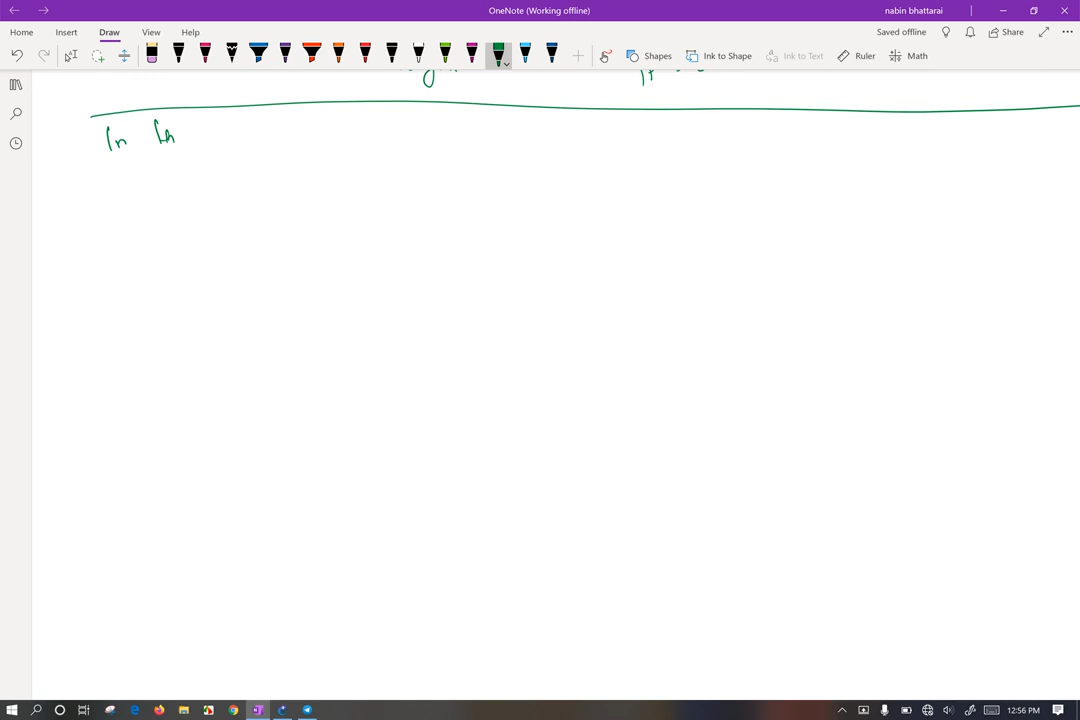 OneNote (Working offline)
nabin bhattarai
Home Insert Draw View Help
Saved offline Share
Shapes Ink to Shape Ink to Text Ruler Math
In
12:56 PM